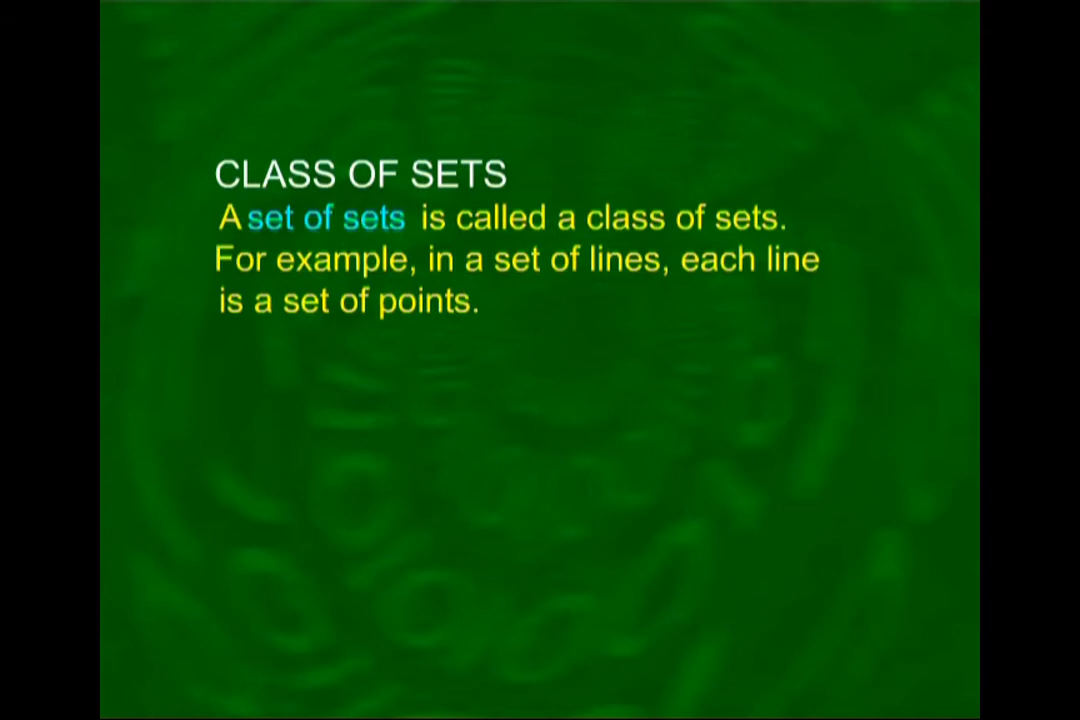 CLASS OF SETS
A set of sets is called a class of sets.
For example, in a set of lines, each line
is a set of points.